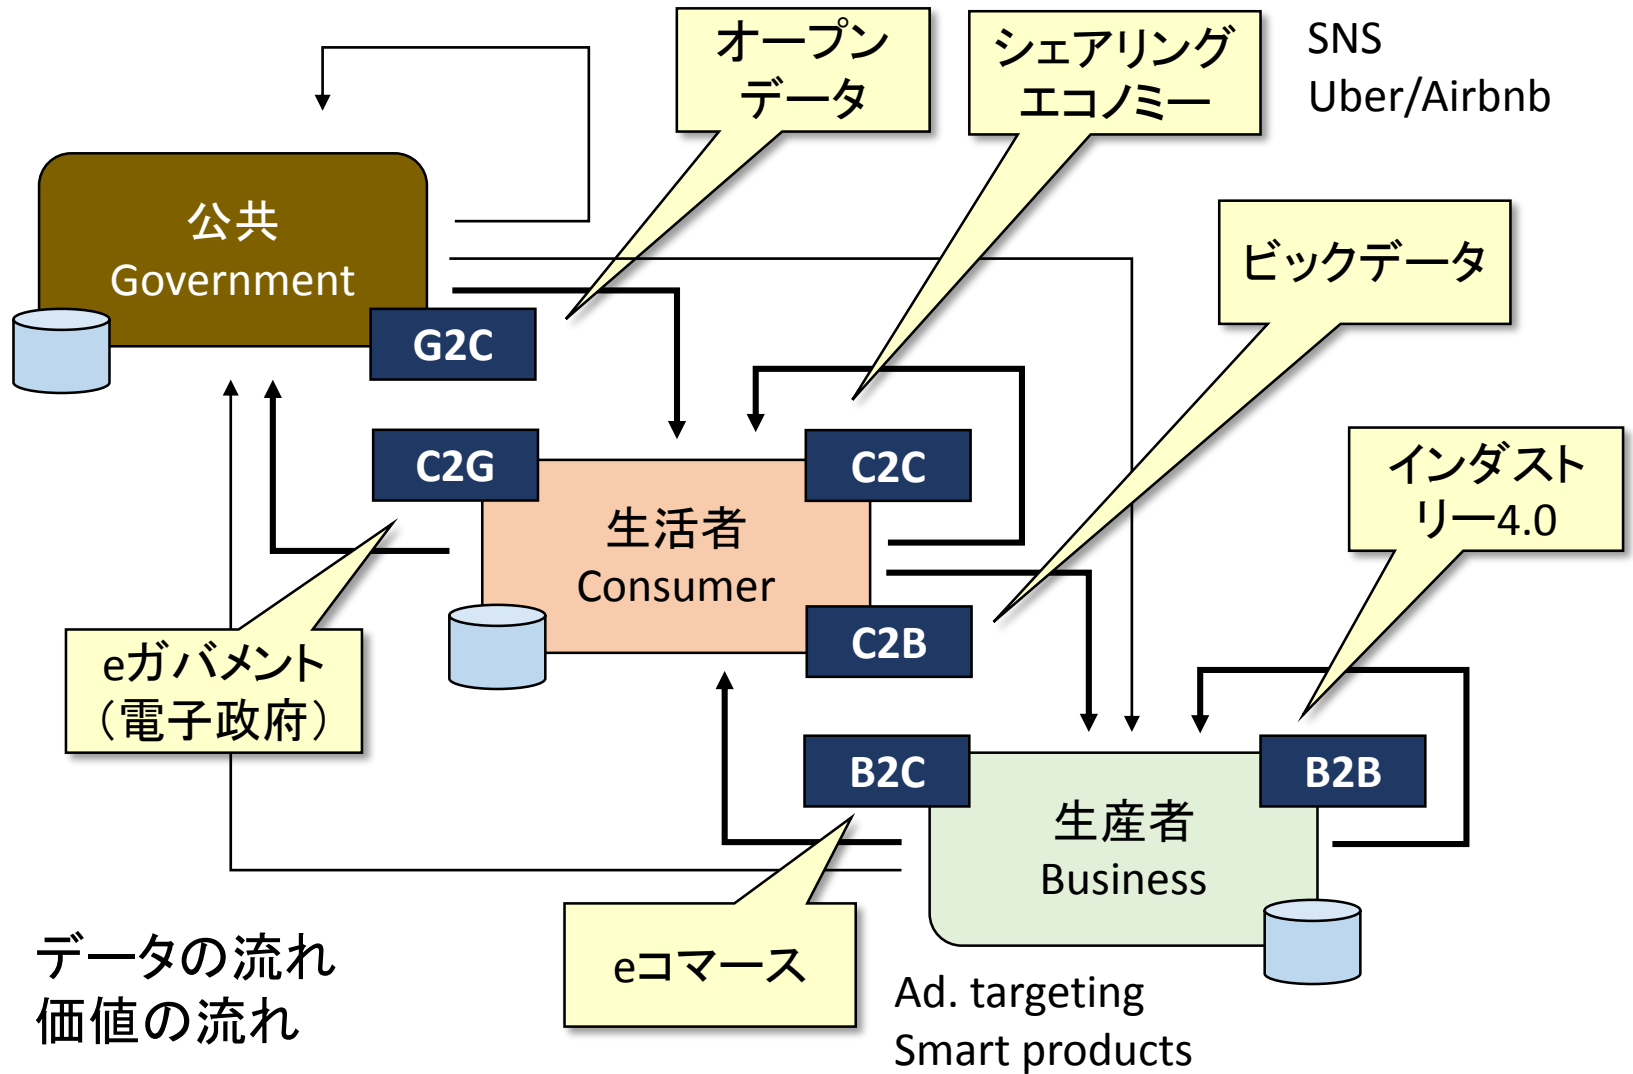 オープン
データ
シェアリング
エコノミー
SNS
Uber/Airbnb
公共
Government
ビックデータ
G2C
C2G
C2C
インダスト
リー4.0
生活者
Consumer
C2B
eガバメント
（電子政府）
B2C
B2B
生産者
Business
eコマース
データの流れ
価値の流れ
Ad. targeting
Smart products